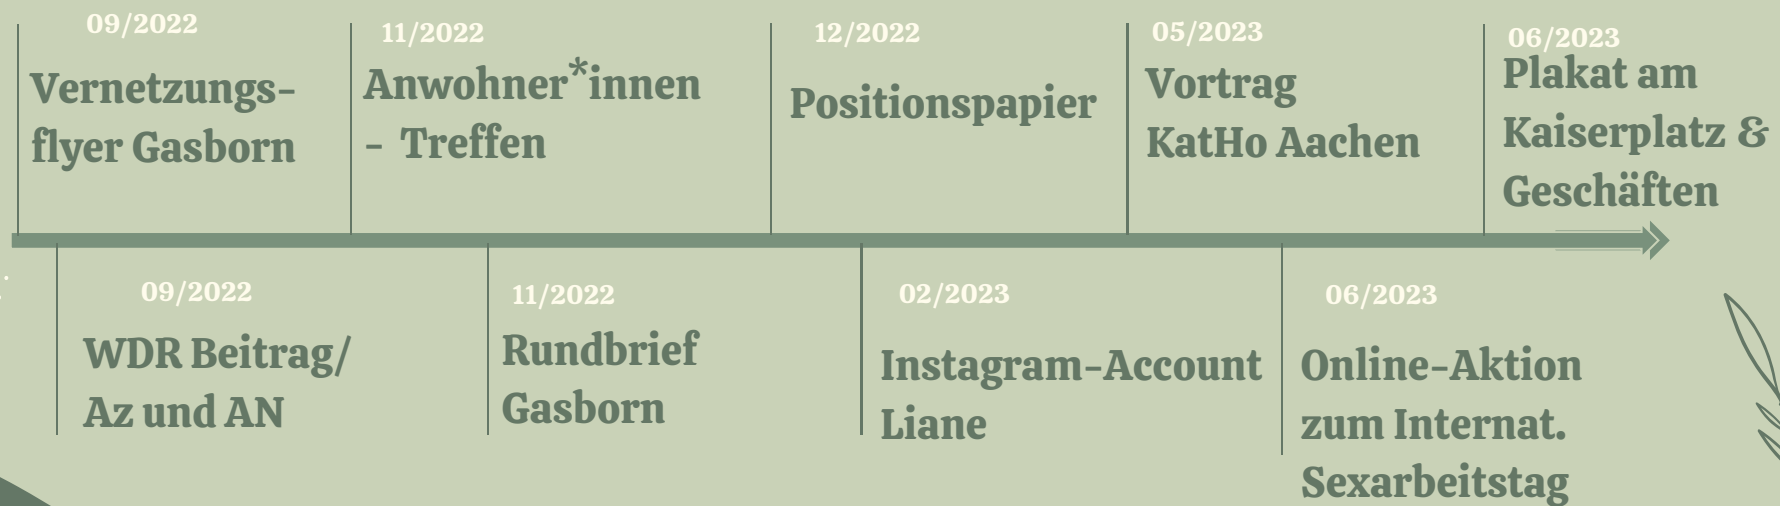 09/2022
Vernetzungs-
flyer Gasborn
11/2022
Anwohner*innen
- Treffen
12/2022
Positionspapier
05/2023
Vortrag
KatHo Aachen
06/2023
Plakat am
Kaiserplatz &
Geschäften
09/2022
WDR Beitrag/
Az und AN
11/2022
Rundbrief
Gasborn
02/2023
Instagram-Account
Liane
06/2023
Online-Aktion
zum Internat.
Sexarbeitstag